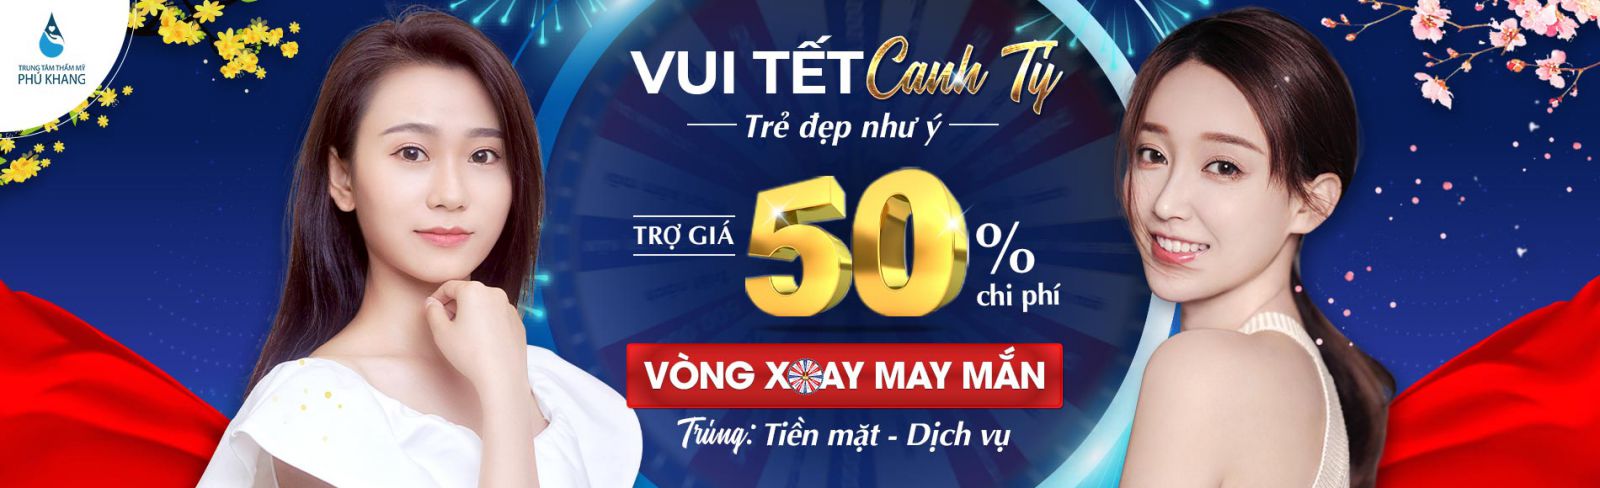 TRUNG TÂM THẨM MỸ
PHÚ KHANG
VUI TẾT Canh Tý
Trẻ đẹp như ý
TRỢ GIÁ
50%
chi phí
VÒNG XOAY MAY MẮN
Trúng: Tiền mặt - Dịch vụ